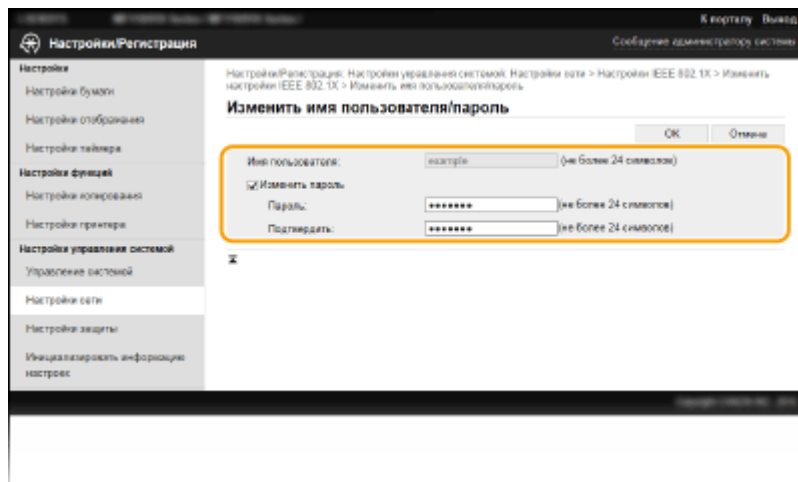 К порталу Выход
Настройки/Регистрация
Сообщение администратору системы
Настройки
Настройки бумаги
Настройки отображения
Настройки таймера
Настройки функций
Настройки копирования
Настройки принтера
Настройки управления системой
Управление системой
Настройки сети
Настройки защиты
Инициализировать информацию
настроек
Настройки/Регистрация: Настройки управления системой: Настройки сети > Настройки IEEE 802.1X > Изменить
настройки IEEE 802.1X > Изменить имя пользователя/пароль
Изменить имя пользователя/пароль
OK Отмена
Имя пользователя: example (не более 24 символов)
Изменить пароль
Пароль: ••••••• (не более 24 символов)
Подтвердить: ••••••• (не более 24 символов)